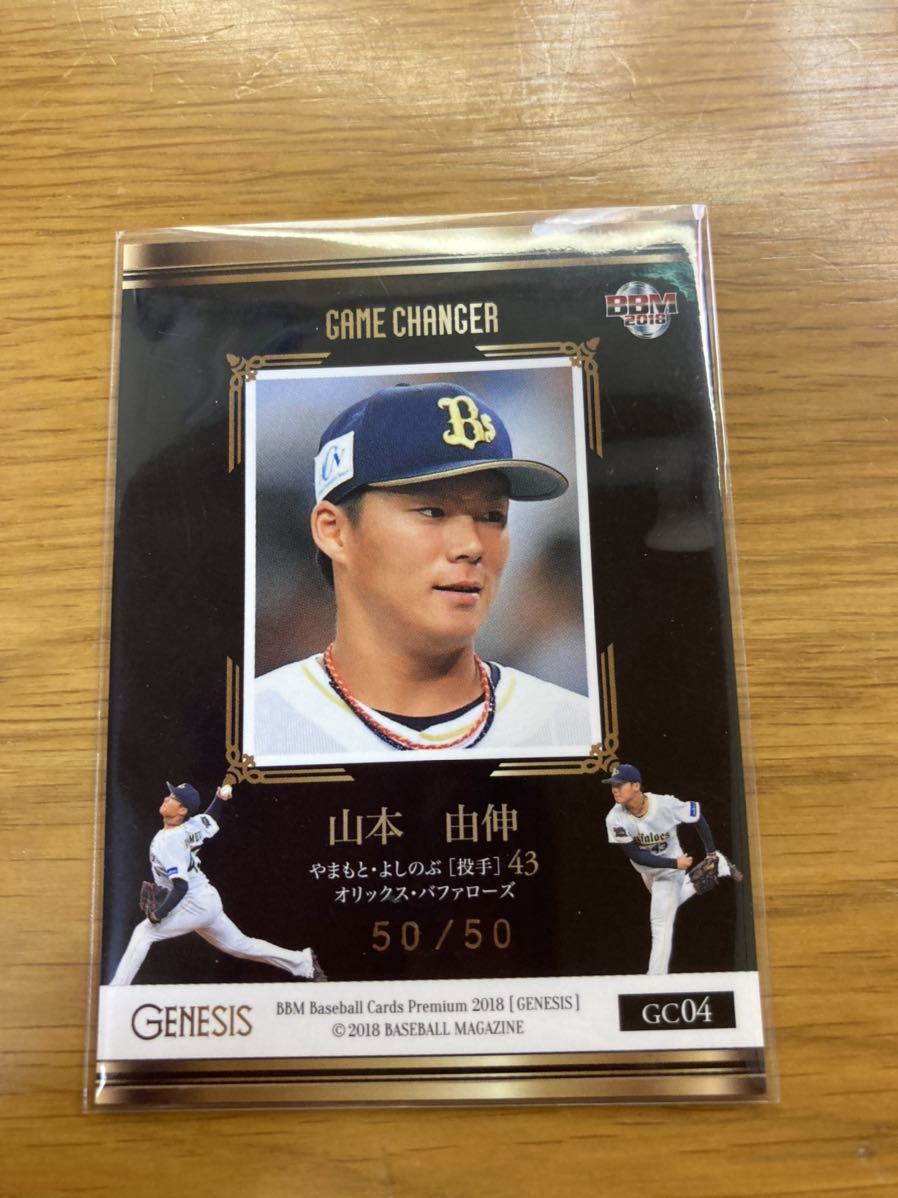 BBM
2018
GAME CHANGER
Bs
山本　由伸
やまもと・よしのぶ［投手］43
オリックス・バファローズ
50/50
GENESIS
BBM Baseball Cards Premium 2018 [GENESIS]
© 2018 BASEBALL MAGAZINE
GC04